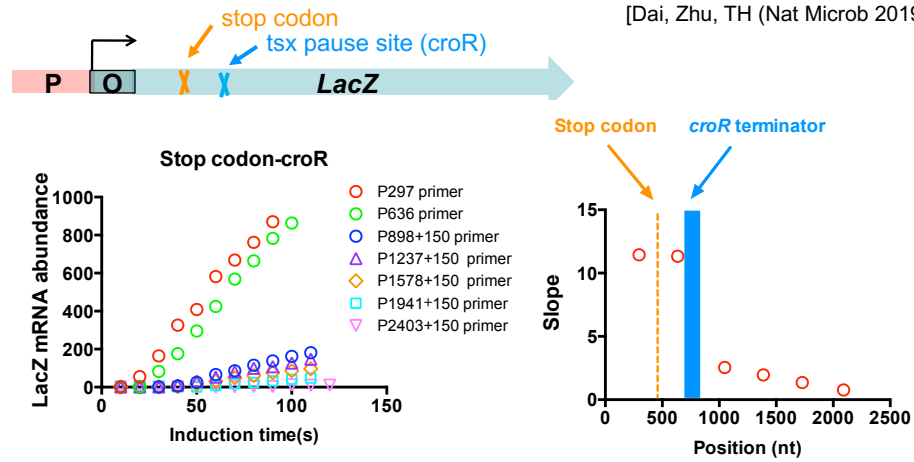 [Dai, Zhu, TH (Nat Microb 2019
stop codon
tsx pause site (croR)
P O LacZ
Stop codon-croR
LacZ mRNA abundance
1000
800
600
400
200
0
0 50 100 150
Induction time(s)
P297 primer
P636 primer
P898+150 primer
P1237+150 primer
P1578+150 primer
P1941+150 primer
P2403+150 primer
Stop codon croR terminator
Slope
15
10
5
0
0 500 1000 1500 2000 2500
Position (nt)